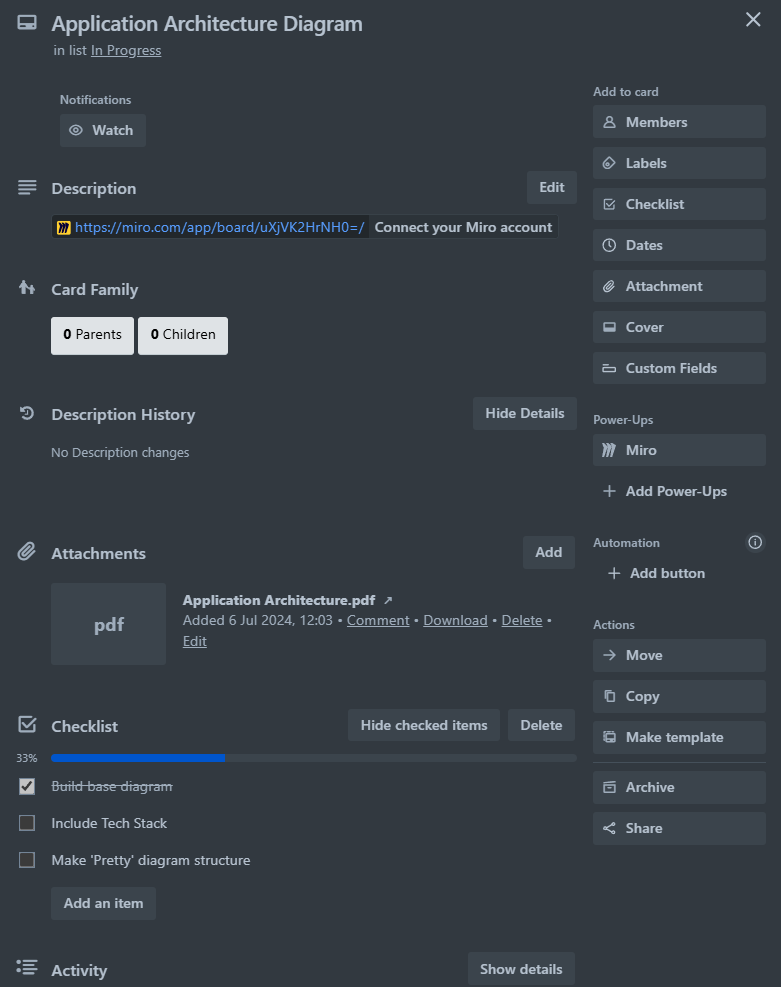 Application Architecture Diagram
in list In Progress
Notifications
Watch
Description
Edit
https://miro.com/app/board/uXjVK2HrNH0=/ Connect your Miro account
Card Family
0 Parents 0 Children
Description History
Hide Details
No Description changes
Attachments
Add
pdf
Application Architecture.pdf ↗
Added 6 Jul 2024, 12:03 • Comment • Download • Delete •
Edit
Checklist
Hide checked items
Delete
33%
Build base diagram
Include Tech Stack
Make 'Pretty' diagram structure
Add an item
Activity
Show details
Add to card
Members
Labels
Checklist
Dates
Attachment
Cover
Custom Fields
Power-Ups
Miro
Add Power-Ups
Automation
Add button
Actions
Move
Copy
Make template
Archive
Share